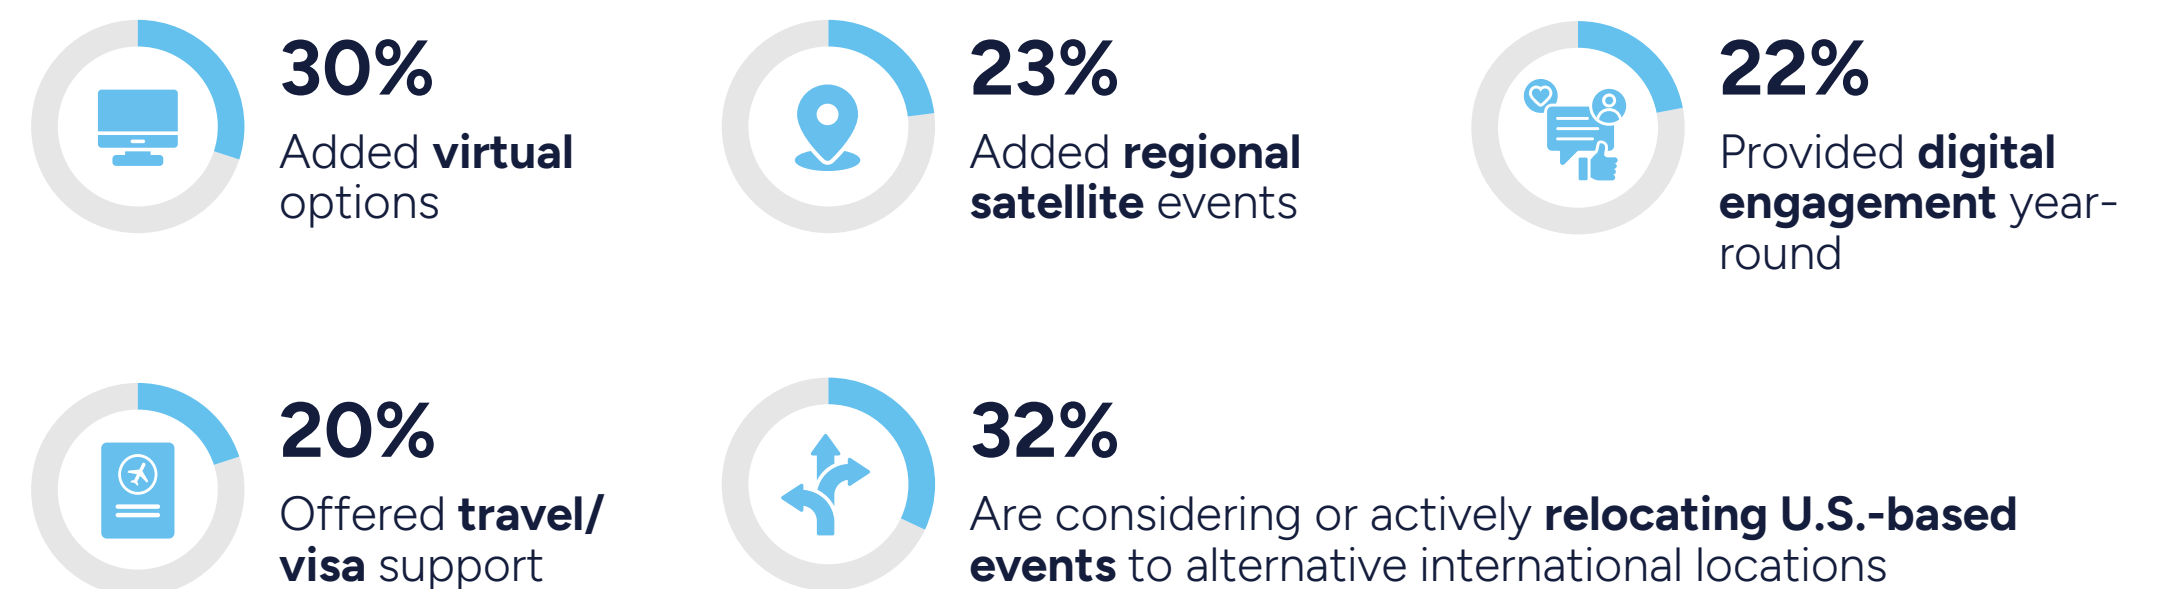 30%
Added virtual
options
23%
Added regional
satellite events
22%
Provided digital
engagement year-
round
20%
Offered travel/
visa support
32%
Are considering or actively relocating U.S.-based
events to alternative international locations